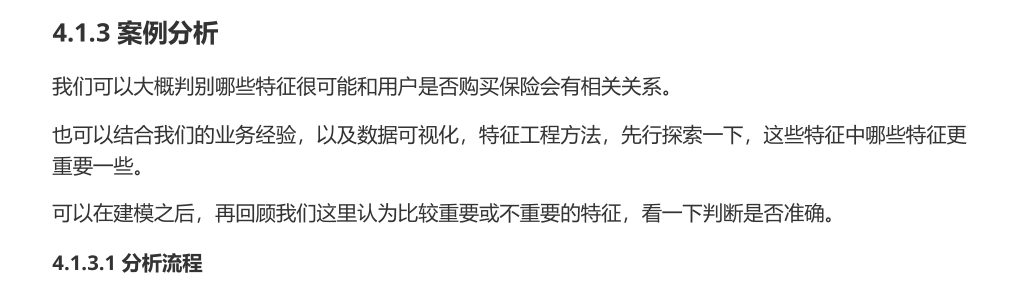 4.1.3 案例分析
我们可以大概判别哪些特征很可能和用户是否购买保险会有相关关系。
也可以结合我们的业务经验，以及数据可视化，特征工程方法，先行探索一下，这些特征中哪些特征更
重要一些。
可以在建模之后，再回顾我们这里认为比较重要或不重要的特征，看一下判断是否准确。
4.1.3.1 分析流程